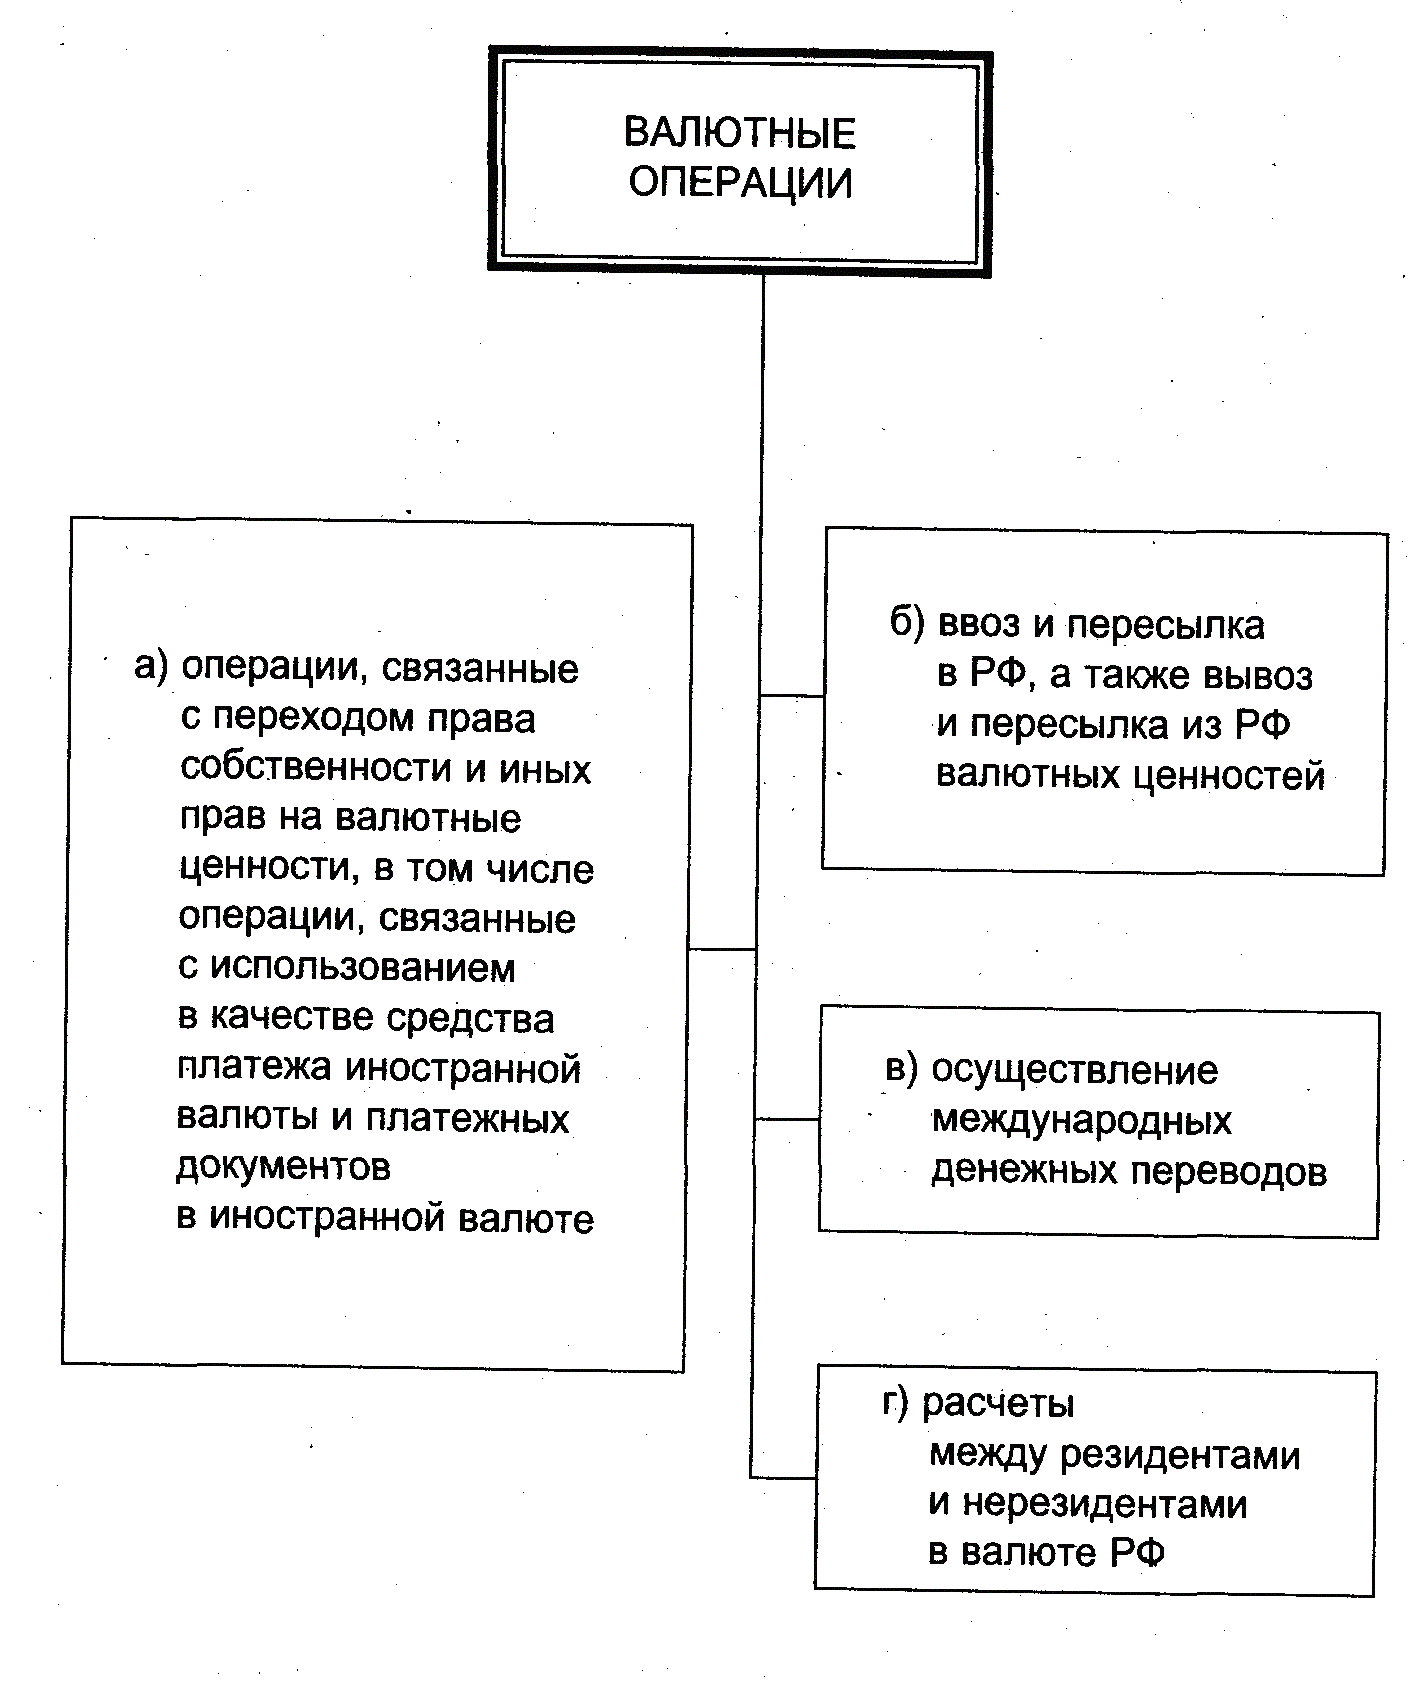 ВАЛЮТНЫЕ
ОПЕРАЦИИ
а) операции, связанные
с переходом права
собственности и иных
прав на валютные
ценности, в том числе
операции, связанные
с использованием
в качестве средства
платежа иностранной
валюты и платежных
документов
в иностранной валюте
б) ввоз и пересылка
в РФ, а также вывоз
и пересылка из РФ
валютных ценностей
в) осуществление
международных
денежных переводов
г) расчеты
между резидентами
и нерезидентами
в валюте РФ